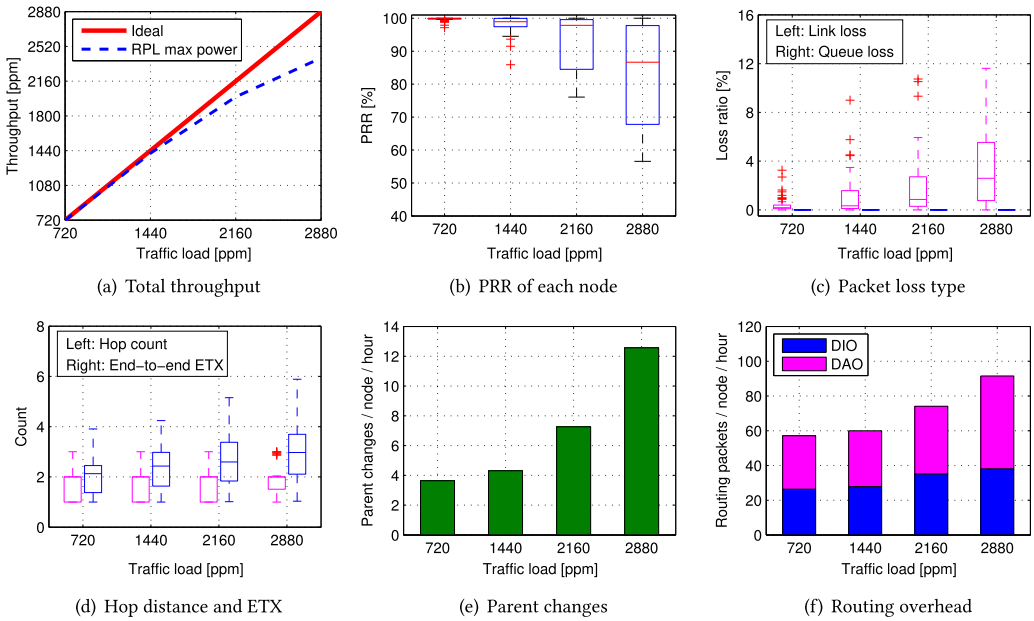 2880
2520
2160
1800
1440
1080
720
Throughput [ppm]
Ideal
RPL max power
720 1440 2160 2880
Traffic load [ppm]
(a) Total throughput
100
90
80
70
60
50
40
PRR [%]
720 1440 2160 2880
Traffic load [ppm]
(b) PRR of each node
16
12
8
4
0
Loss ratio [%]
Left: Link loss
Right: Queue loss
720 1440 2160 2880
Traffic load [ppm]
(c) Packet loss type
8
6
4
2
0
Count
Left: Hop count
Right: End−to−end ETX
720 1440 2160 2880
Traffic load [ppm]
(d) Hop distance and ETX
14
12
10
8
6
4
2
0
Parent changes / node / hour
720 1440 2160 2880
Traffic load [ppm]
(e) Parent changes
120
100
80
60
40
20
0
Routing packets / node / hour
DIO
DAO
720 1440 2160 2880
Traffic load [ppm]
(f) Routing overhead